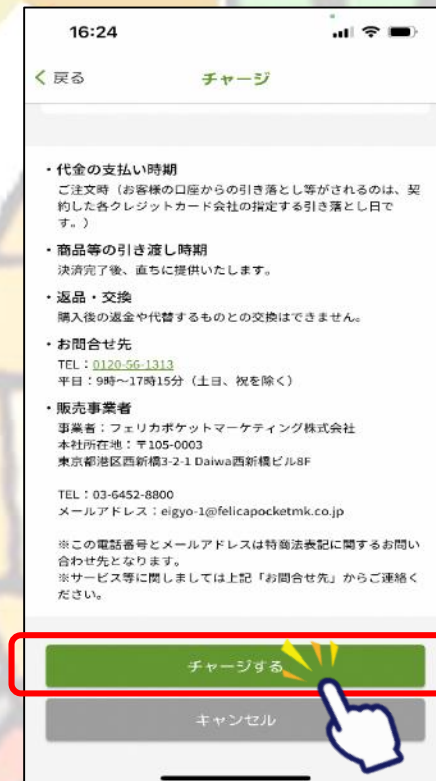 16:24
戻る
チャージ
・代金の支払い時期
ご注文時（お客様の口座からの引き落とし等がされるのは、契
約した各クレジットカード会社の指定する引き落とし日で
す。）
・商品等の引き渡し時期
決済完了後、直ちに提供いたします。
・返品・交換
購入後の返金や代替するものとの交換はできません。
・お問合せ先
TEL：0120-56-1313
平日：9時～17時15分（土日、祝を除く）
・販売事業者
事業者：フェリカポケットマーケティング株式会社
本社所在地：〒105-0003
東京都港区西新橋3-2-1 Daiwa西新橋ビル8F
TEL：03-6452-8800
メールアドレス：eigyo-1@felicapocketmk.co.jp
※この電話番号とメールアドレスは特商法表記に関するお問い
合わせ先となります。
※サービス等に関しましては上記「お問合せ先」からご連絡く
ださい。
チャージする
キャンセル